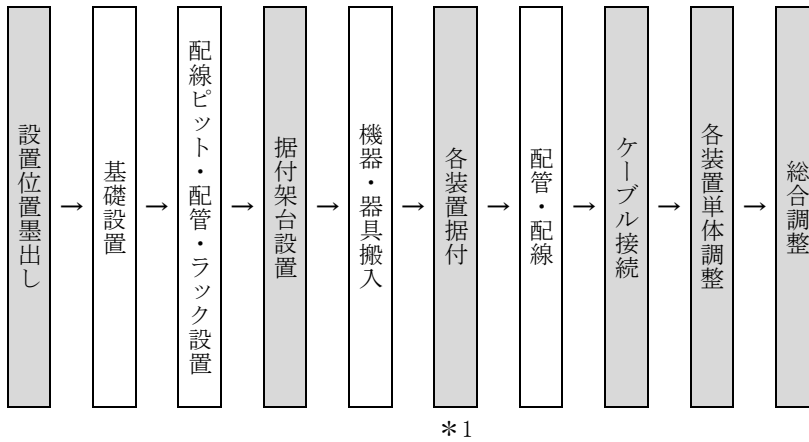 設置位置墨出し
→
基礎設置
→
配線ピット・配管・ラック設置
→
据付架台設置
→
機器・器具搬入
→
各装置据付
→
配管・配線
→
ケーブル接続
→
各装置単体調整
→
総合調整
＊1